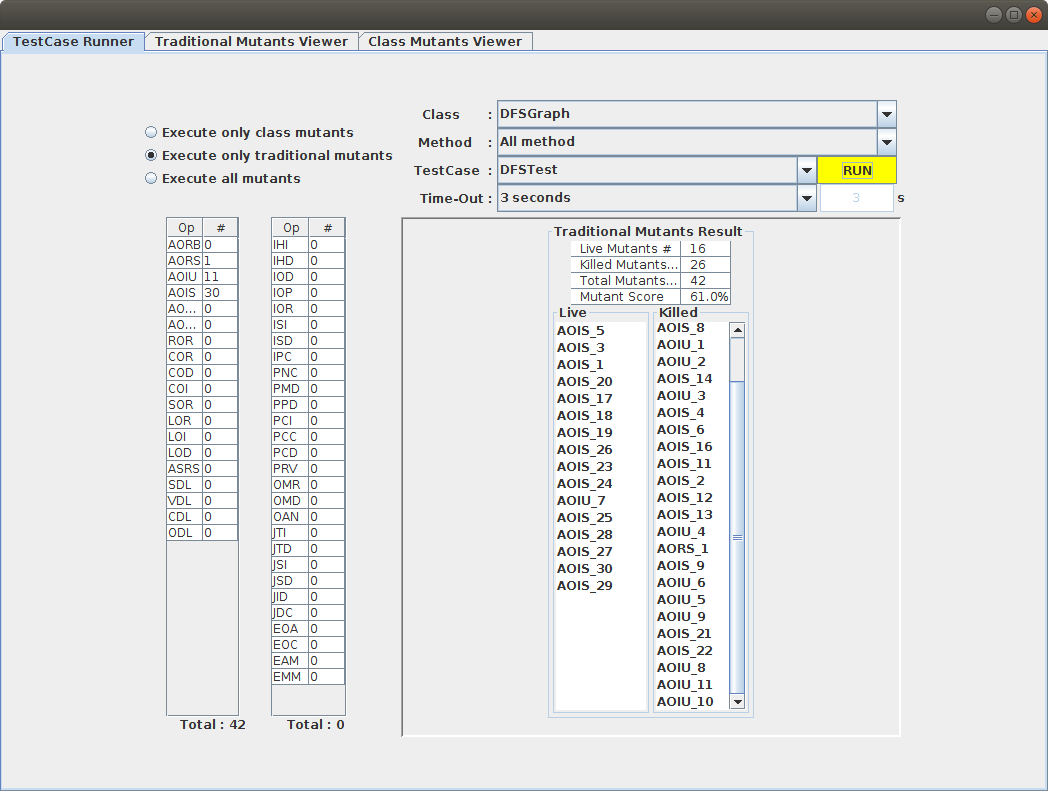 TestCase Runner Traditional Mutants Viewer Class Mutants Viewer
Class : DFSGraph
Execute only class mutants
Method : All method
Execute only traditional mutants
TestCase : DFSTest RUN
Execute all mutants
Time-Out : 3 seconds 3 s
Op #
AORB 0
AORS 1
AOIU 11
AOIS 30
AO... 0
AO... 0
ROR 0
COR 0
COD 0
COI 0
SOR 0
LOR 0
LOI 0
LOD 0
ASRS 0
SDL 0
VDL 0
CDL 0
ODL 0
Total : 42
Op #
IHI 0
IHD 0
IOD 0
IOP 0
IOR 0
ISI 0
ISD 0
IPC 0
PNC 0
PMD 0
PPD 0
PCI 0
PCC 0
PCD 0
PRV 0
OMR 0
OMD 0
OAN 0
JTI 0
JTD 0
JSI 0
JSD 0
JID 0
JDC 0
EOA 0
EOC 0
EAM 0
EMM 0
Total : 0
Traditional Mutants Result
Live Mutants # 16
Killed Mutants... 26
Total Mutants... 42
Mutant Score 61.0%
Live
AOIS_5
AOIS_3
AOIS_1
AOIS_20
AOIS_17
AOIS_18
AOIS_19
AOIS_26
AOIS_23
AOIS_24
AOIU_7
AOIS_25
AOIS_28
AOIS_27
AOIS_30
AOIS_29
Killed
AOIS_8
AOIU_1
AOIU_2
AOIS_14
AOIU_3
AOIS_4
AOIS_6
AOIS_16
AOIS_11
AOIS_2
AOIS_12
AOIS_13
AOIU_4
AORS_1
AOIS_9
AOIU_6
AOIU_5
AOIU_9
AOIS_21
AOIS_22
AOIU_8
AOIU_11
AOIU_10